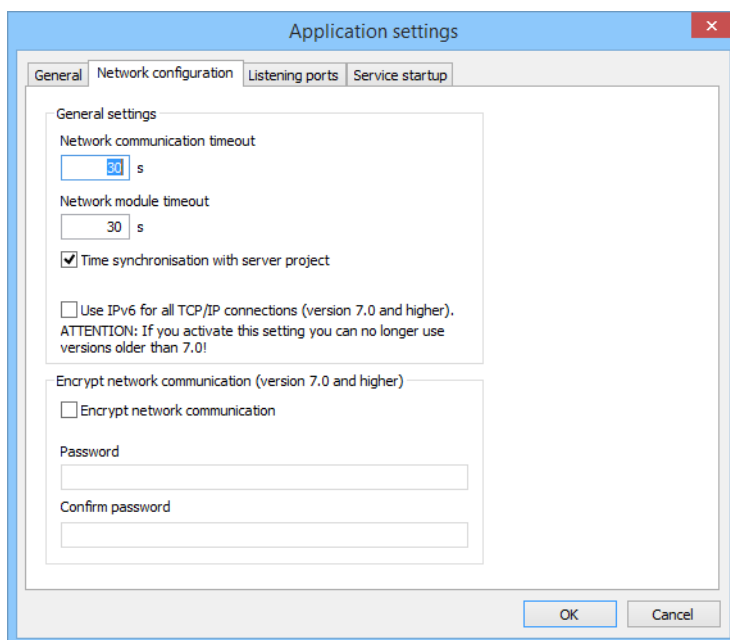 Application settings
General
Network configuration
Listening ports
Service startup
General settings
Network communication timeout
30 s
Network module timeout
30 s
Time synchronisation with server project
Use IPv6 for all TCP/IP connections (version 7.0 and higher).
ATTENTION: If you activate this setting you can no longer use
versions older than 7.0!
Encrypt network communication (version 7.0 and higher)
Encrypt network communication
Password
Confirm password
OK
Cancel